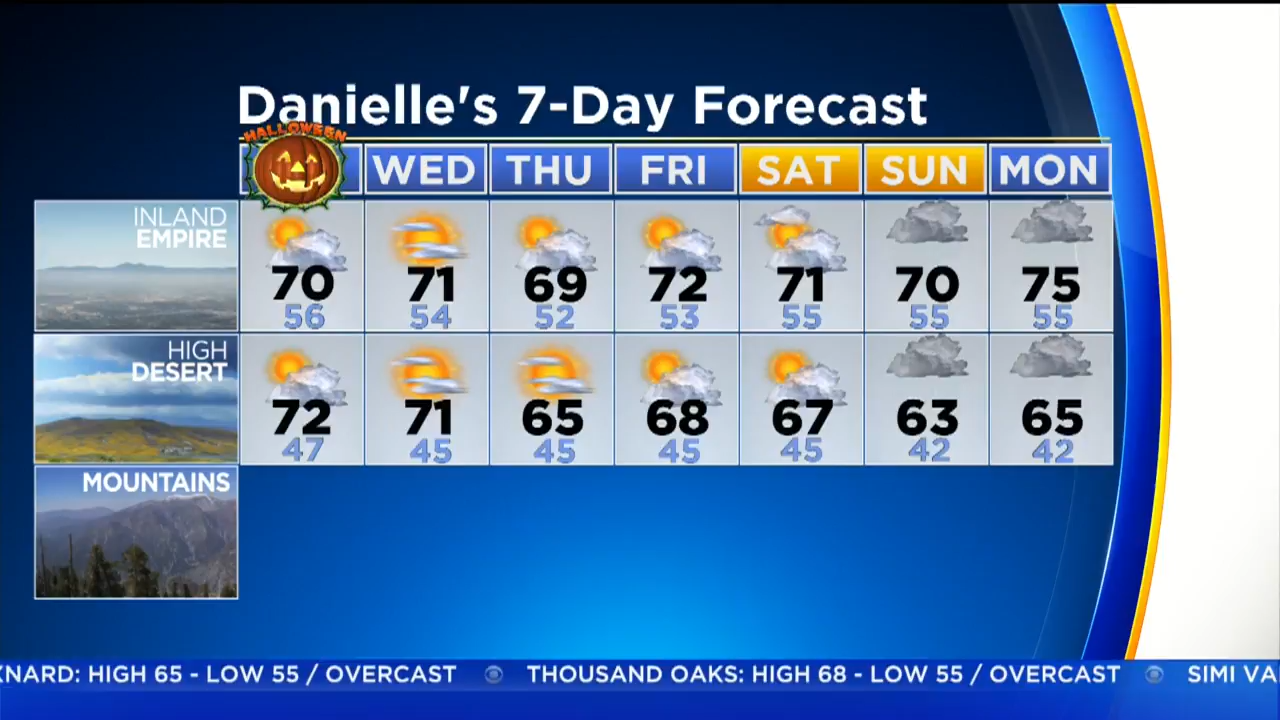 Danielle's 7-Day Forecast
HALLOWEEN
WED THU FRI SAT SUN MON
INLAND
EMPIRE
70 71 69 72 71 70 75
56 54 52 53 55 55 55
HIGH
DESERT
72 71 65 68 67 63 65
47 45 45 45 45 42 42
MOUNTAINS
XNARD: HIGH 65 - LOW 55 / OVERCAST THOUSAND OAKS: HIGH 68 - LOW 55 / OVERCAST SIMI VA